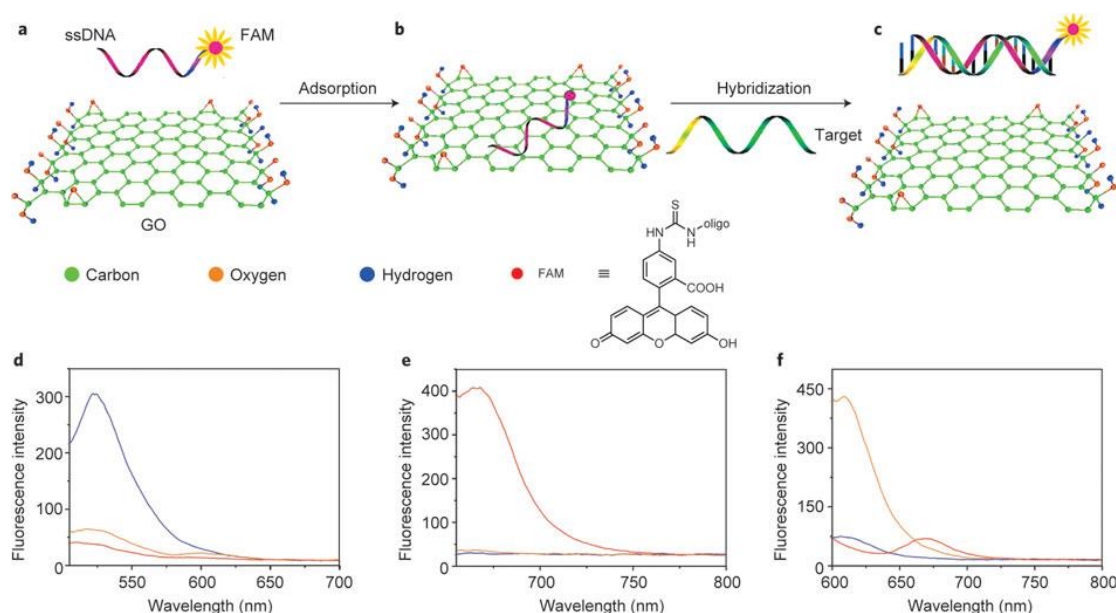 a
ssDNA
FAM
GO
Adsorption
b
Hybridization
Target
c
Carbon
Oxygen
Hydrogen
FAM
≡
S
NH
N
H
oligo
COOH
O
O
OH
d
Fluorescence intensity
300
200
100
0
550
600
650
700
Wavelength (nm)
e
Fluorescence intensity
400
300
200
100
0
700
750
800
Wavelength (nm)
f
Fluorescence intensity
450
300
150
0
600
650
700
750
800
Wavelength (nm)